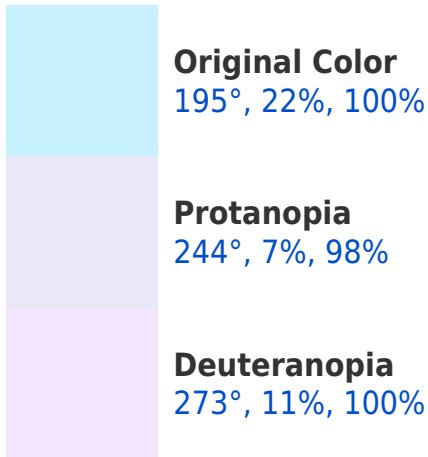 Original Color
195°, 22%, 100%
Protanopia
244°, 7%, 98%
Deuteranopia
273°, 11%, 100%